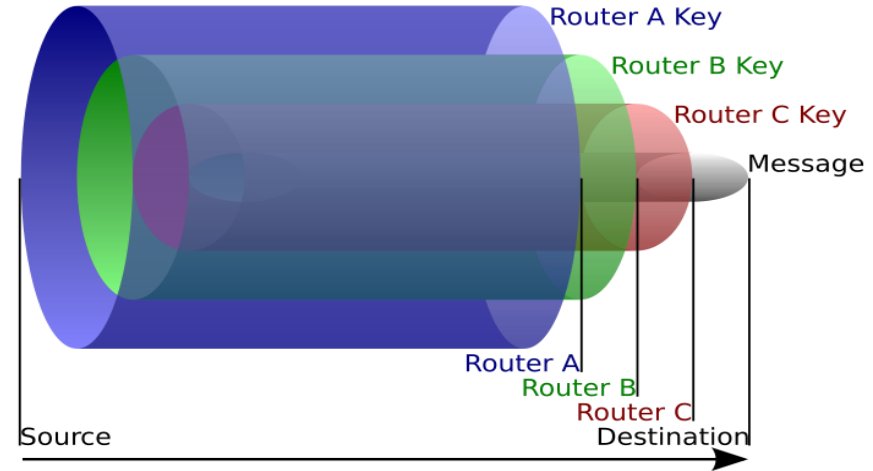 Router A Key
Router B Key
Router C Key
Message
Router A
Router B
Router C
Source
Destination